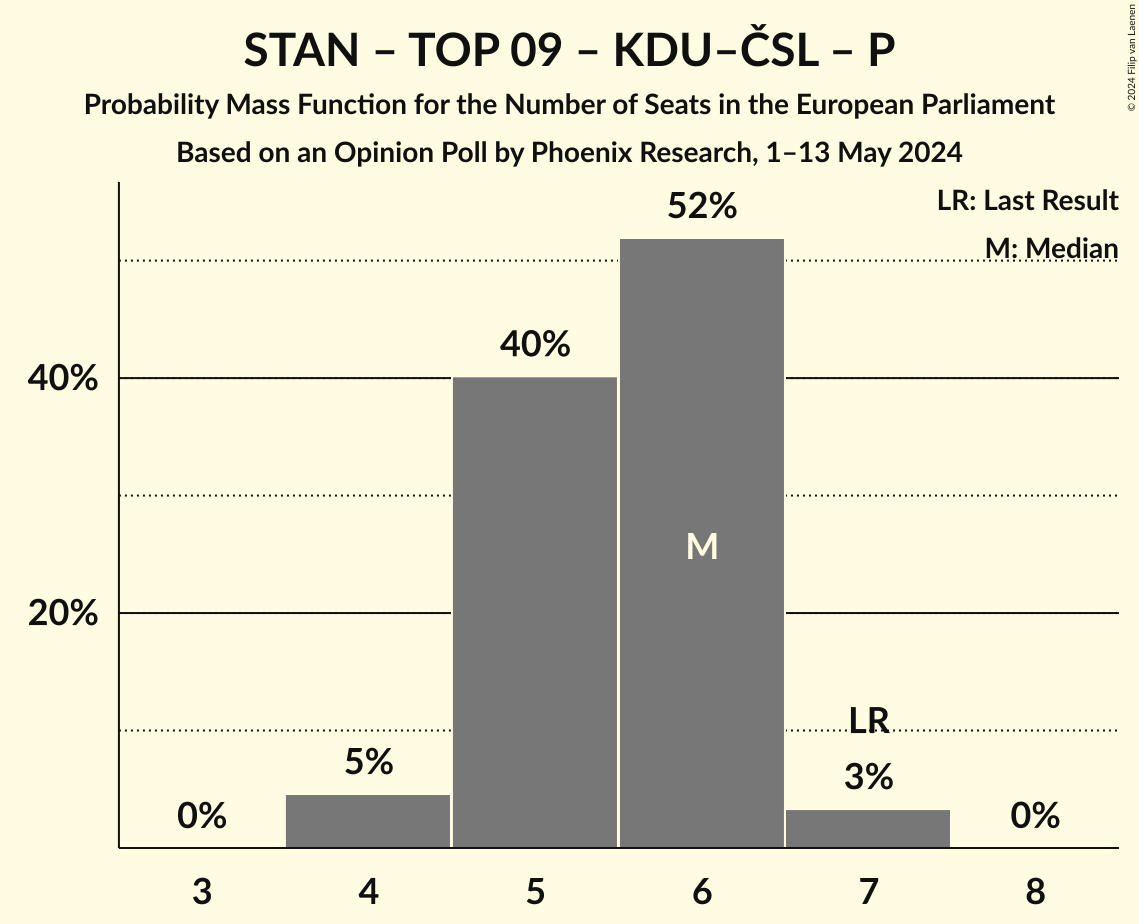 STAN – TOP 09 – KDU–ČSL – P
Probability Mass Function for the Number of Seats in the European Parliament
Based on an Opinion Poll by Phoenix Research, 1–13 May 2024
© 2024 Filip van Laenen
LR: Last Result
M: Median
52%
40%
40%
M
20%
LR
5%
3%
0%
0%
3 4 5 6 7 8